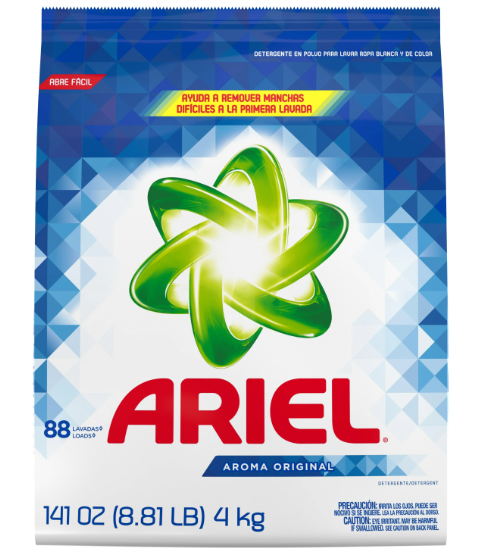 DETERGENTE EN POLVO PARA LAVAR ROPA BLANCA Y DE COLOR
ABRE FÁCIL
AYUDA A REMOVER MANCHAS
DIFÍCILES A LA PRIMERA LAVADA
ARIEL®
88 LAVADAS◊
LOADS◊
AROMA ORIGINAL
DETERGENTE/DETERGENT
141 OZ (8.81 LB) 4 kg
PRECAUCIÓN: IRRITA LOS OJOS. PUEDE SER
NOCIVO SI SE INGIERE. LEA LA PRECAUCIÓN AL DORSO.
CAUTION: EYE IRRITANT. MAY BE HARMFUL
IF SWALLOWED. SEE CAUTION ON BACK PANEL.